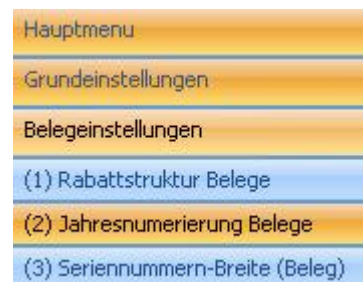 Hauptmenu
Grundeinstellungen
Belegeinstellungen
(1) Rabattstruktur Belege
(2) Jahresnumerierung Belege
(3) Seriennummern-Breite (Beleg)